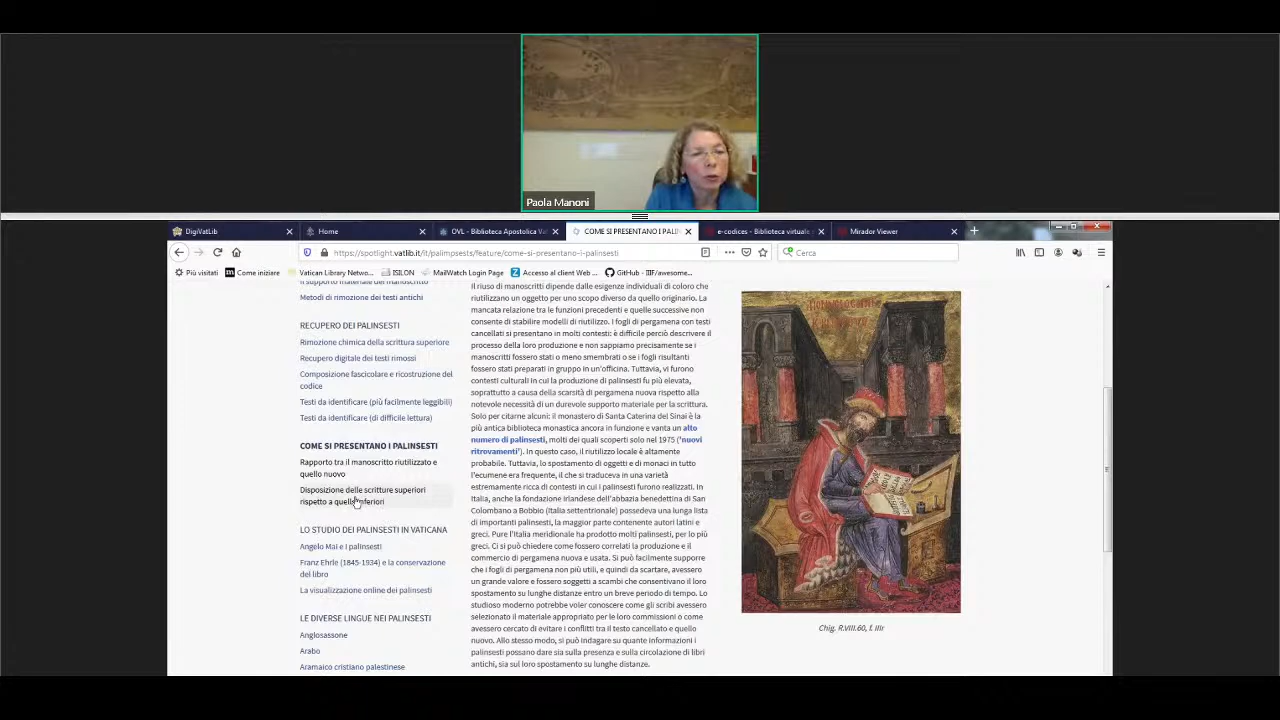 Paola Manoni
DigiVatLib
Home
OVL – Biblioteca Apostolica Va
COME SI PRESENTANO I PALIN
e-codices – Biblioteca virtuale
Mirador Viewer
https://spotlight.vatlib.it/it/palimpsests/feature/come-si-presentano-i-palinsesti
Cerca
Più visitati
Come iniziare
Vatican Library Netwo...
ISILON
MailWatch Login Page
Accesso al client Web ...
GitHub - IIIF/awesome...
Il supporto materiale del manoscritto
Metodi di rimozione dei testi antichi
RECUPERO DEI PALINSESTI
Rimozione chimica della scrittura superiore
Recupero digitale dei testi rimossi
Composizione fascicolare e ricostruzione del
codice
Testi da identificare (più facilmente leggibili)
Testi da identificare (di difficile lettura)
COME SI PRESENTANO I PALINSESTI
Rapporto tra il manoscritto riutilizzato e
quello nuovo
Disposizione delle scritture superiori
rispetto a quelle inferiori
LO STUDIO DEI PALINSESTI IN VATICANA
Angelo Mai e i palinsesti
Franz Ehrle (1845-1934) e la conservazione
del libro
La visualizzazione online dei palinsesti
LE DIVERSE LINGUE NEI PALINSESTI
Anglosassone
Arabo
Aramaico cristiano palestinese
Il riuso di manoscritti dipende dalle esigenze individuali di coloro che
riutilizzano un oggetto per uno scopo diverso da quello originario. La
mancata relazione tra le funzioni precedenti e quelle successive non
consente di stabilire modelli di riutilizzo. I fogli di pergamena con testi
cancellati si presentano in molti contesti: è difficile perciò descrivere il
processo della loro produzione e non sappiamo precisamente se i
manoscritti fossero stati o meno smembrati o se i fogli risultanti
fossero stati preparati in gruppo in un'officina. Tuttavia, vi furono
contesti culturali in cui la produzione di palinsesti fu più elevata,
soprattutto a causa della scarsità di pergamena nuova rispetto alla
notevole necessità di un durevole supporto materiale per la scrittura.
Solo per citarne alcuni: il monastero di Santa Caterina del Sinai è la
più antica biblioteca monastica ancora in funzione e vanta un alto
numero di palinsesti, molti dei quali scoperti solo nel 1975 ('nuovi
ritrovamenti'). In questo caso, il riutilizzo locale è altamente
probabile. Tuttavia, lo spostamento di oggetti e di monaci in tutto
l'ecumene era frequente, il che si traduceva in una varietà
estremamente ricca di contesti in cui i palinsesti furono realizzati. In
Italia, anche la fondazione irlandese dell'abbazia benedettina di San
Colombano a Bobbio (Italia settentrionale) possedeva una lunga lista
di importanti palinsesti, la maggior parte contenente autori latini e
greci. Pure l'Italia meridionale ha prodotto molti palinsesti, per lo più
greci. Ci si può chiedere come fossero correlati la produzione e il
commercio di pergamena nuova e usata. Si può facilmente supporre
che i fogli di pergamena non più utili, e quindi da scartare, avessero
un grande valore e fossero soggetti a scambi che consentivano il loro
spostamento su lunghe distanze entro un breve periodo di tempo. Lo
studioso moderno potrebbe voler conoscere come gli scribi avessero
selezionato il materiale appropriato per le loro commissioni o come
avessero cercato di evitare i conflitti tra il testo cancellato e quello
nuovo. Allo stesso modo, si può indagare su quante informazioni i
palinsesti possano dare sia sulla presenza e sulla circolazione di libri
antichi, sia sul loro spostamento su lunghe distanze.
Chig. R.VIII.60, f. IIIr